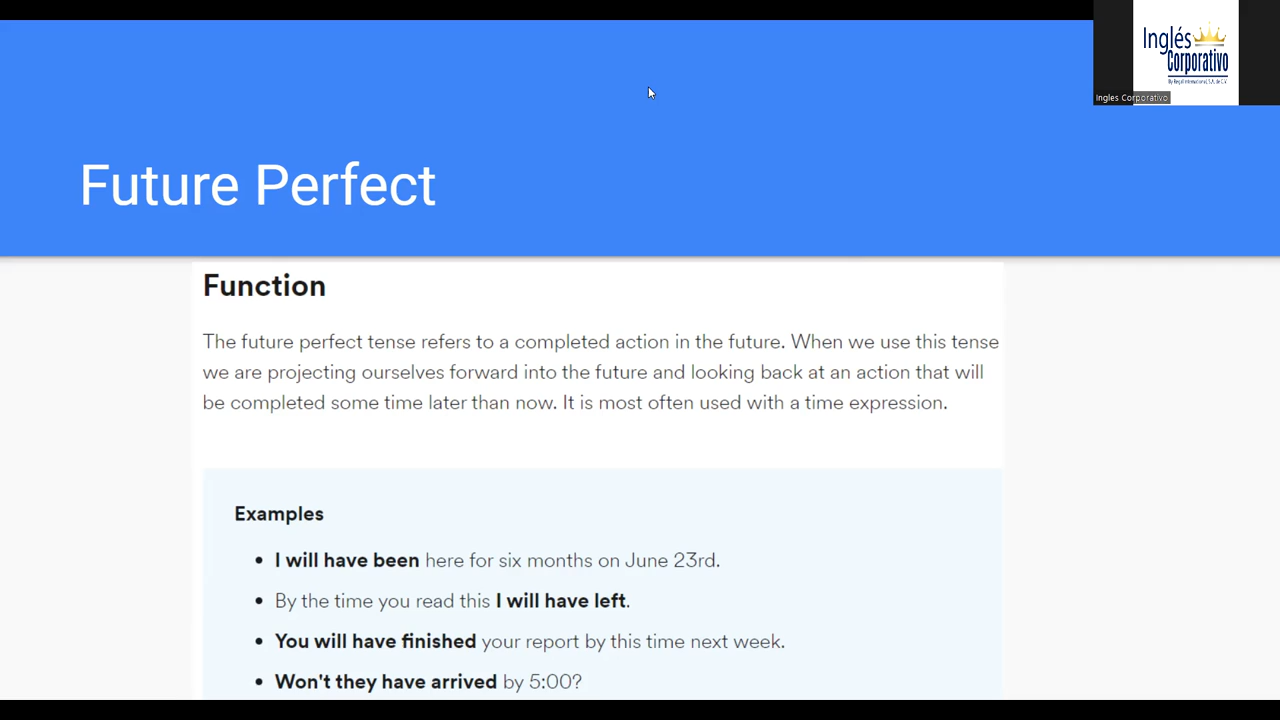 Inglés
Corporativo
By Regal International, S.A. de C.V.
Ingles Corporativo
Future Perfect
Function
The future perfect tense refers to a completed action in the future. When we use this tense
we are projecting ourselves forward into the future and looking back at an action that will
be completed some time later than now. It is most often used with a time expression.
Examples
• I will have been here for six months on June 23rd.
• By the time you read this I will have left.
• You will have finished your report by this time next week.
• Won't they have arrived by 5:00?